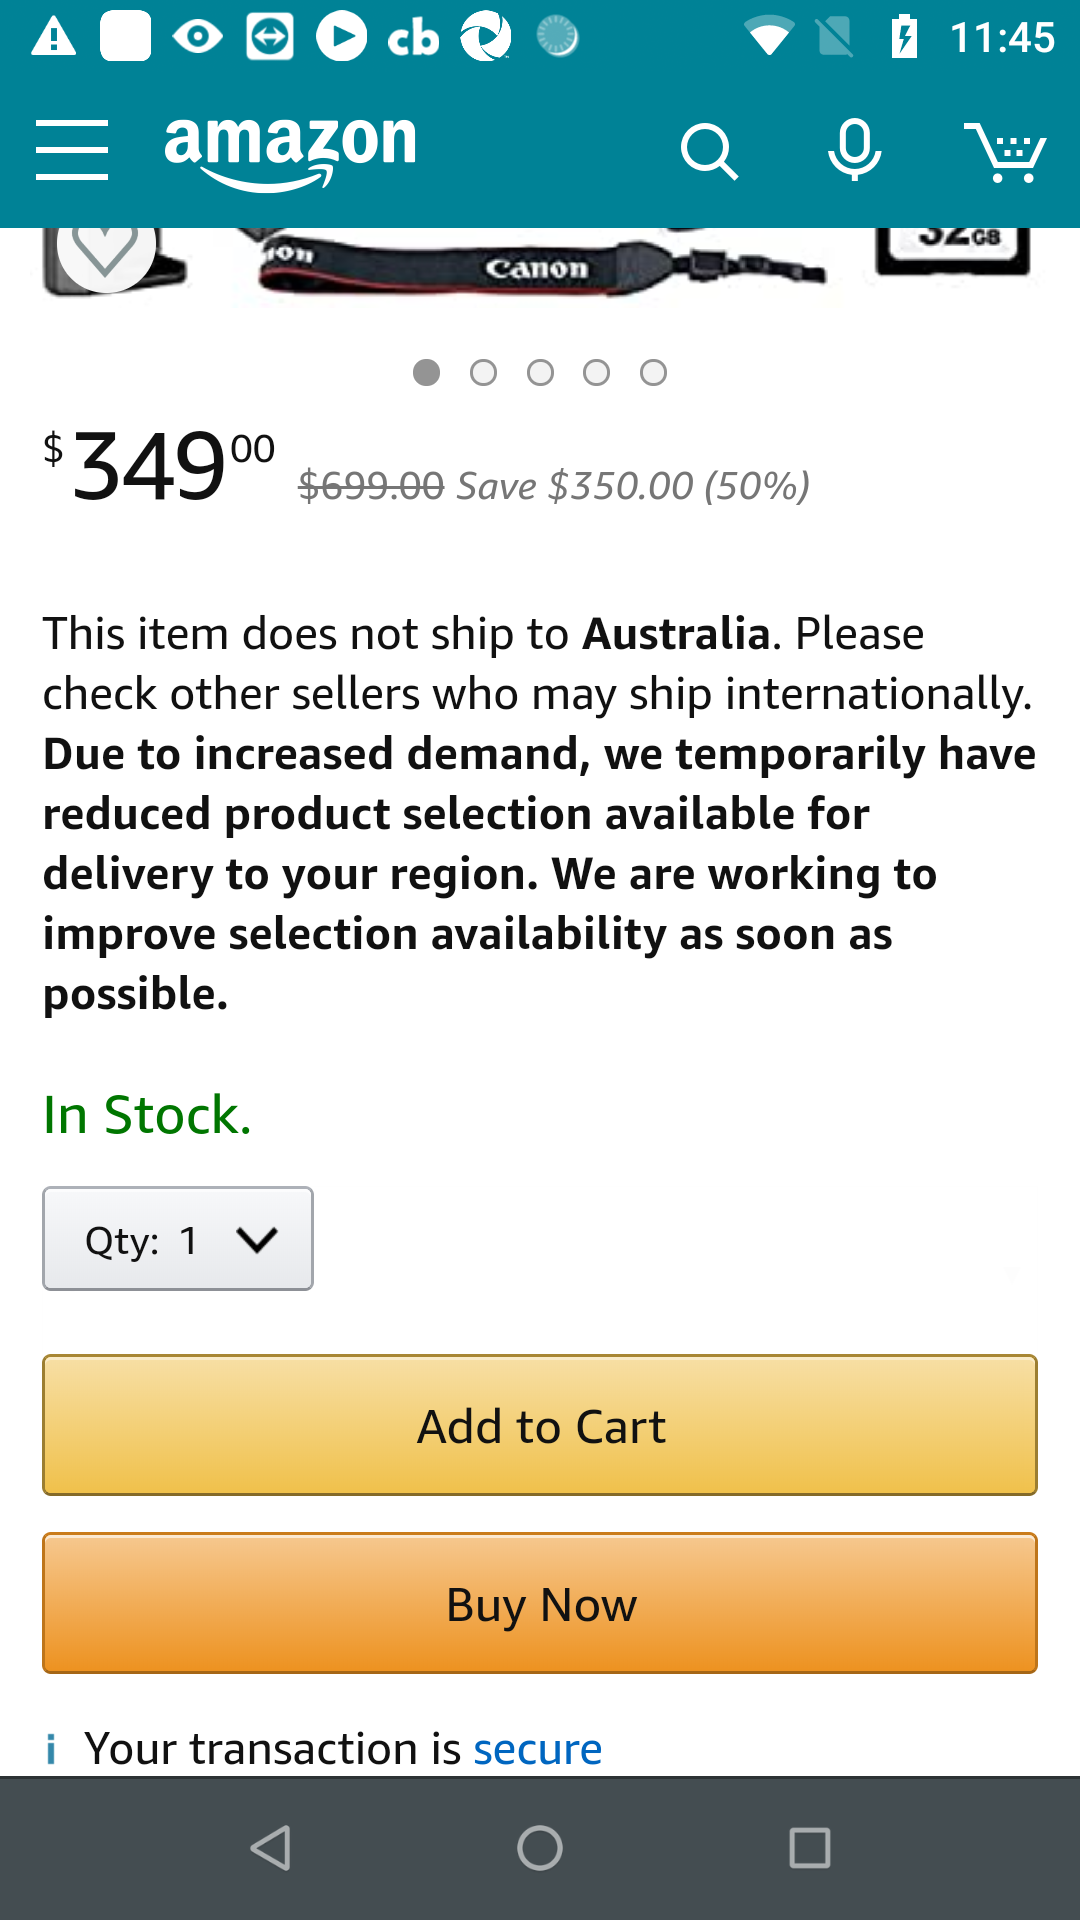 cb 11:45
amazon
Canon
32GB
$349 00 $699.00 Save $350.00 (50%)
This item does not ship to Australia. Please
check other sellers who may ship internationally.
Due to increased demand, we temporarily have
reduced product selection available for
delivery to your region. We are working to
improve selection availability as soon as
possible.
In Stock.
Qty: 1
Add to Cart
Buy Now
i Your transaction is secure